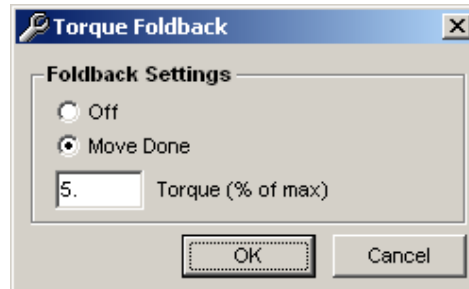 Torque Foldback
Foldback Settings
Off
Move Done
5. Torque (% of max)
OK Cancel